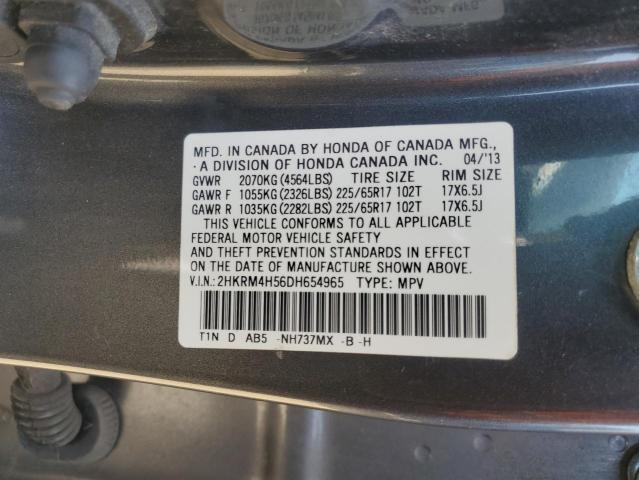 MFD. IN CANADA BY HONDA OF CANADA MFG.,
A DIVISION OF HONDA CANADA INC. 04/'13
GVWR 2070KG (4564LBS) TIRE SIZE RIM SIZE
GAWR F 1055KG (2326LBS) 225/65R17 102T 17X6.5J
GAWR R 1035KG (2282LBS) 225/65R17 102T 17X6.5J
THIS VEHICLE CONFORMS TO ALL APPLICABLE
FEDERAL MOTOR VEHICLE SAFETY
AND THEFT PREVENTION STANDARDS IN EFFECT
ON THE DATE OF MANUFACTURE SHOWN ABOVE.
V.I.N.: 2HKRM4H56DH654965 TYPE: MPV
T1N D AB5 -NH737MX -B -H